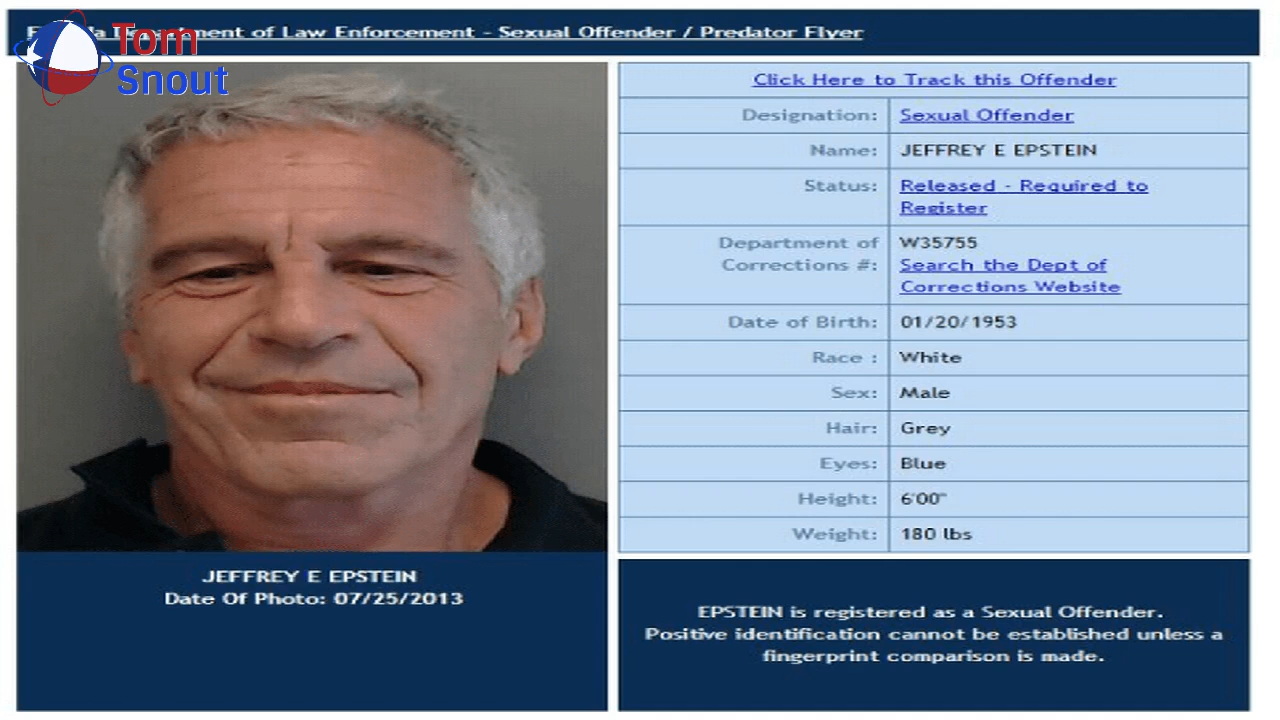 Department of Law Enforcement - Sexual Offender / Predator Flyer
Tom
Snout
Click Here to Track this Offender
Designation: Sexual Offender
Name: JEFFREY E EPSTEIN
Status: Released - Required to
Register
Department of W35755
Corrections #: Search the Dept of
Corrections Website
Date of Birth: 01/20/1953
Race : White
Sex: Male
Hair: Grey
Eyes: Blue
Height: 6'00"
Weight: 180 lbs
JEFFREY E EPSTEIN
Date Of Photo: 07/25/2013
EPSTEIN is registered as a Sexual Offender.
Positive identification cannot be established unless a
fingerprint comparison is made.